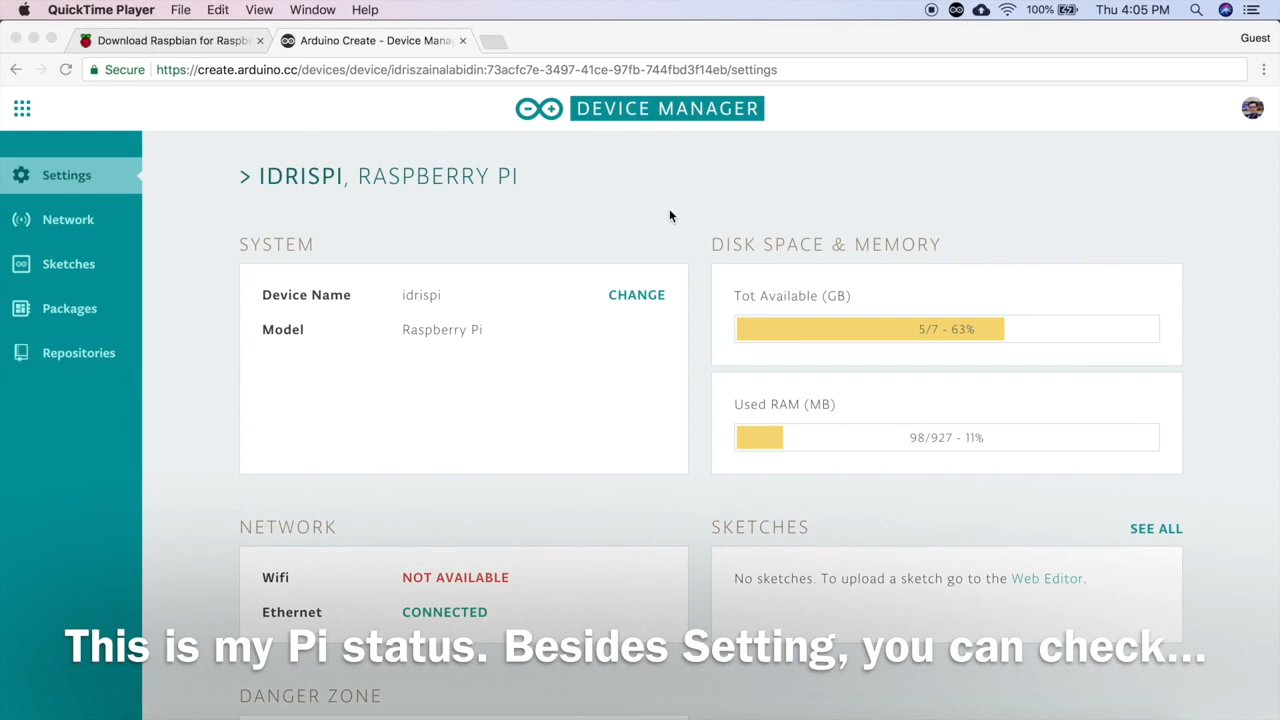 QuickTime Player File Edit View Window Help 100% Thu 4:05 PM
Download Raspbian for Raspbe Arduino Create - Device Mana Guest
Secure https://create.arduino.cc/devices/device/idriszainalabidin:73acfc7e-3497-41ce-97fb-744fbd3f14eb/settings
DEVICE MANAGER
Settings
Network
Sketches
Packages
Repositories
> IDRISPI, RASPBERRY PI
SYSTEM
Device Name idrispi CHANGE
Model Raspberry Pi
DISK SPACE & MEMORY
Tot Available (GB)
5/7 - 63%
Used RAM (MB)
98/927 - 11%
NETWORK
Wifi NOT AVAILABLE
Ethernet CONNECTED
SKETCHES SEE ALL
No sketches. To upload a sketch go to the Web Editor.
This is my Pi status. Besides Setting, you can check...
DANGER ZONE